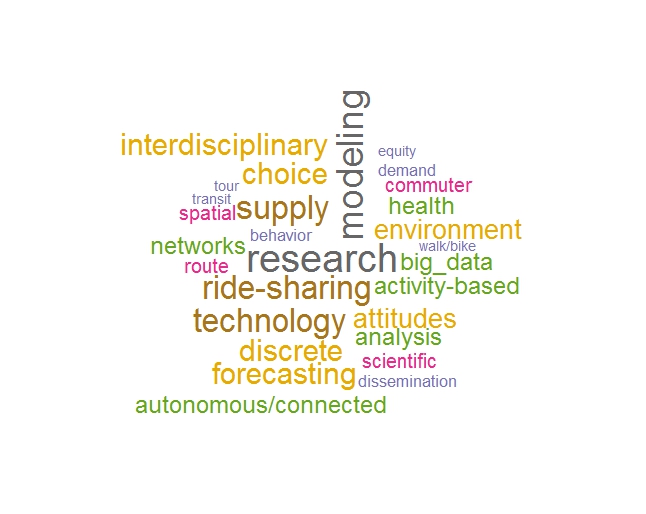 modeling
interdisciplinary
equity
choice
demand
tour
commuter
transit
supply
health
spatial
environment
behavior
networks
walk/bike
research
big_data
route
ride-sharing
activity-based
technology
attitudes
analysis
discrete
scientific
forecasting
dissemination
autonomous/connected